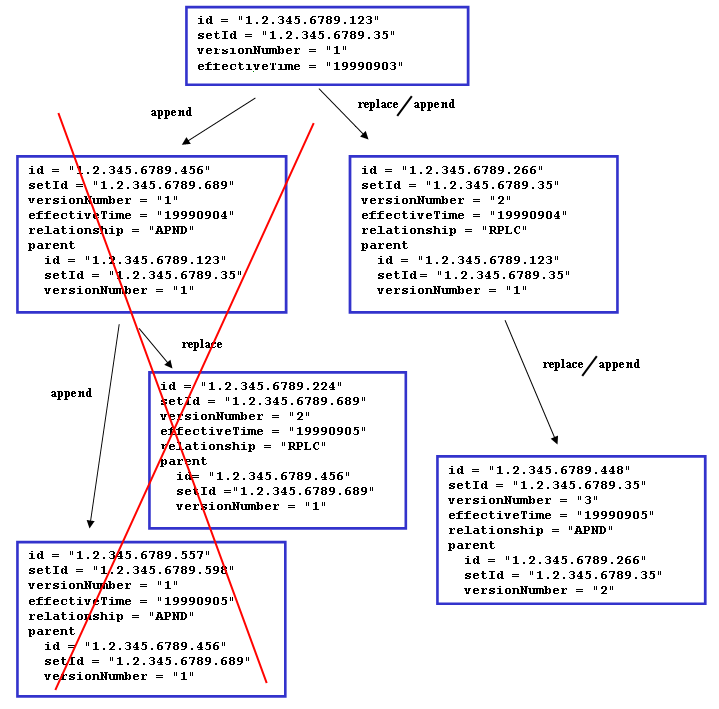 id = "1.2.345.6789.123"
setId = "1.2.345.6789.35"
versionNumber = "1"
effectiveTime = "19990903"
append
replace/append
id = "1.2.345.6789.456"
setId = "1.2.345.6789.689"
versionNumber = "1"
effectiveTime = "19990904"
relationship = "APND"
parent
id = "1.2.345.6789.123"
setId = "1.2.345.6789.35"
versionNumber = "1"
id = "1.2.345.6789.266"
setId = "1.2.345.6789.35"
versionNumber = "2"
effectiveTime = "19990904"
relationship = "RPLC"
parent
id = "1.2.345.6789.123"
setId= "1.2.345.6789.35"
versionNumber = "1"
replace
append
replace/append
id = "1.2.345.6789.224"
setId = "1.2.345.6789.689"
versionNumber = "2"
effectiveTime = "19990905"
relationship = "RPLC"
parent
id= "1.2.345.6789.456"
setId ="1.2.345.6789.689"
versionNumber = "1"
id = "1.2.345.6789.448"
setId = "1.2.345.6789.35"
versionNumber = "3"
effectiveTime = "19990905"
relationship = "APND"
parent
id = "1.2.345.6789.266"
setId = "1.2.345.6789.35"
versionNumber = "2"
id = "1.2.345.6789.557"
setId = "1.2.345.6789.598"
versionNumber = "1"
effectiveTime = "19990905"
relationship = "APND"
parent
id = "1.2.345.6789.456"
setId = "1.2.345.6789.689"
versionNumber = "1"